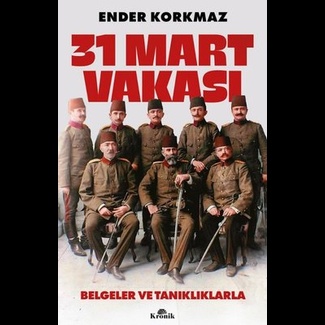 ENDER KORKMAZ
31 MART
VAKASI
BELGELER VE TANIKLIKLARLA
Kronik